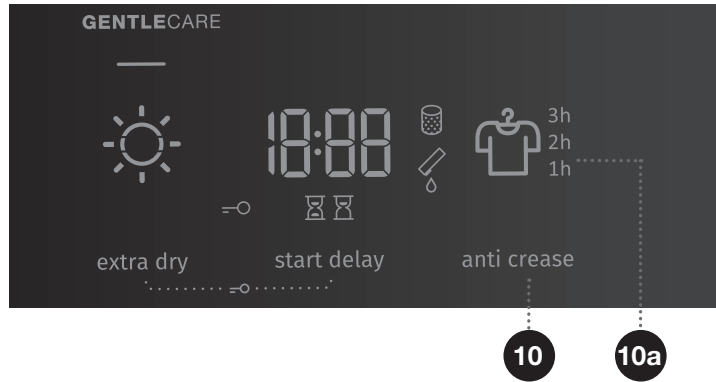 GENTLECARE
18:88
3h
2h
1h
extra dry
start delay
anti crease
10
10a